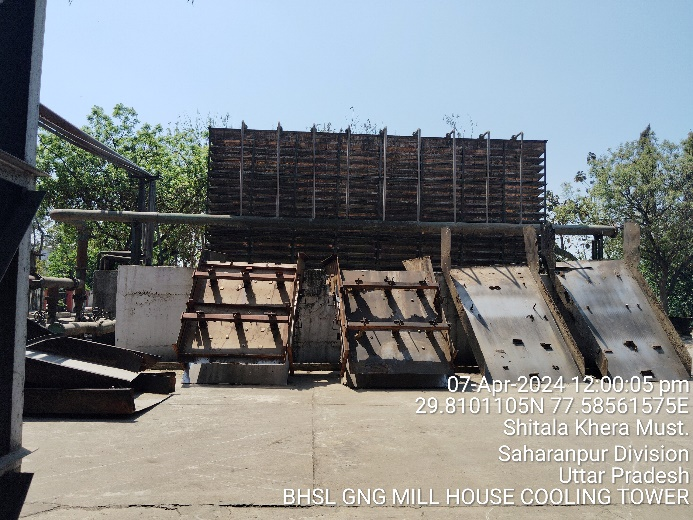 07-Apr-2024 12:00:05 pm
29.8101105N 77.58561575E
Shitala Khera Must.
Saharanpur Division
Uttar Pradesh
BHSL GNG MILL HOUSE COOLING TOWER